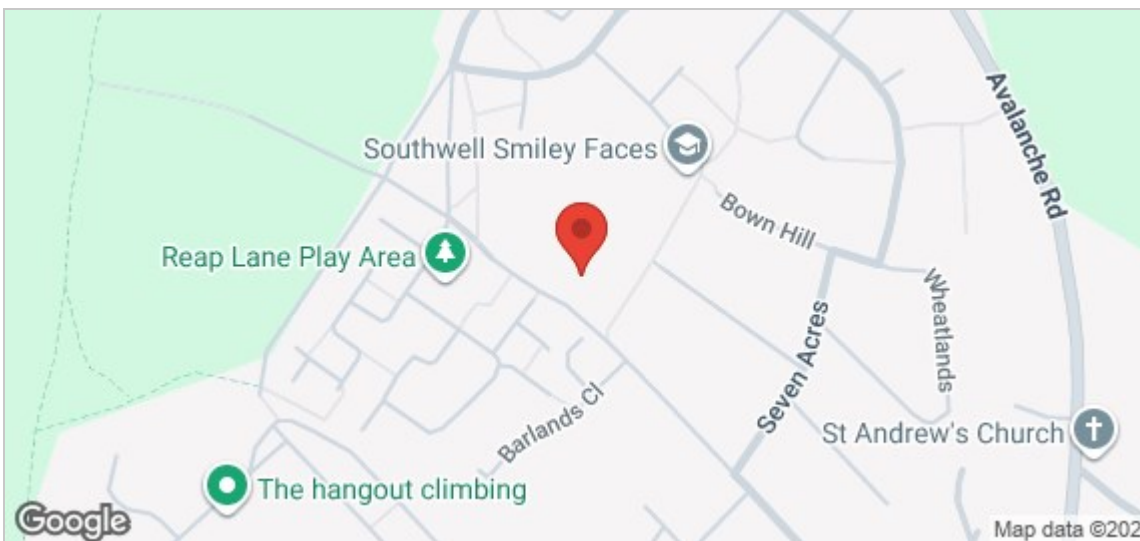 Avalanche Rd
Southwell Smiley Faces
Bown Hill
Reap Lane Play Area
Wheatlands
Seven Acres
Barlands Cl
St Andrew's Church
The hangout climbing
Google
Map data ©202